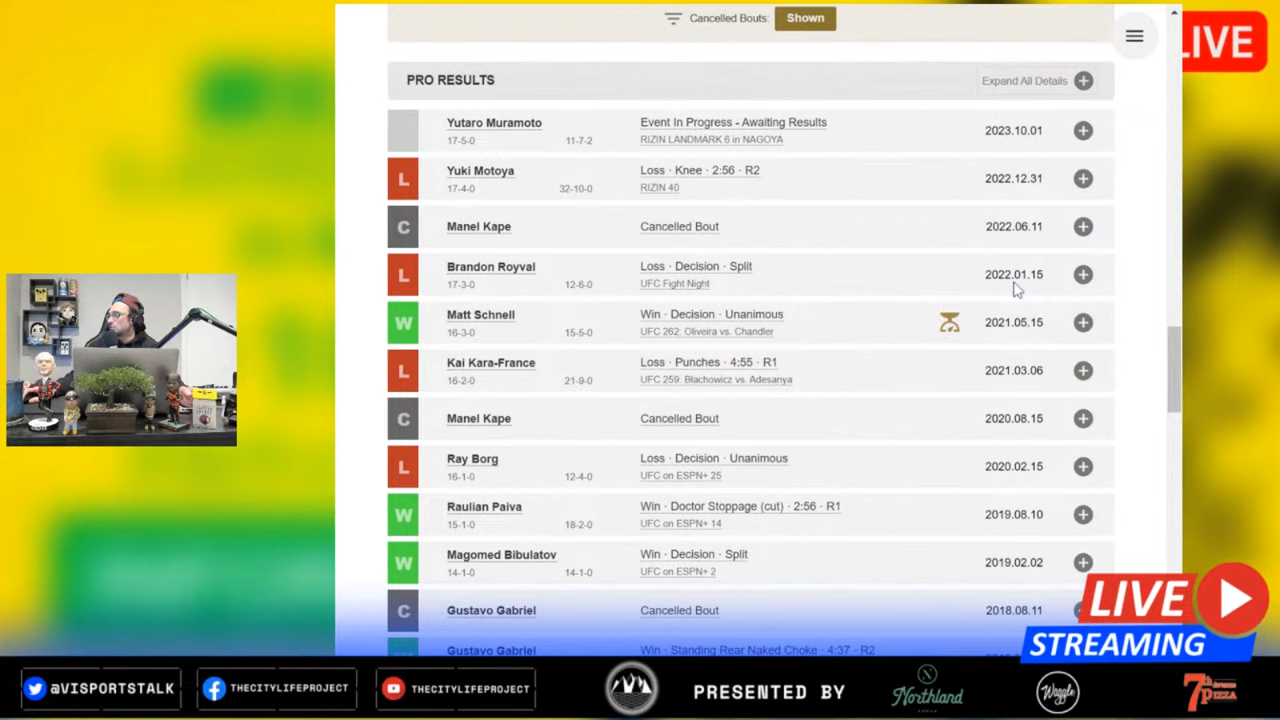 Cancelled Bouts: Shown
LIVE
PRO RESULTS Expand All Details
Yutaro Muramoto Event In Progress - Awaiting Results 2023.10.01
17-5-0 11-7-2 RIZIN LANDMARK 6 in NAGOYA
L Yuki Motoya Loss · Knee · 2:56 · R2 2022.12.31
17-4-0 32-10-0 RIZIN 40
C Manel Kape Cancelled Bout 2022.06.11
L Brandon Royval Loss · Decision · Split 2022.01.15
17-3-0 12-6-0 UFC Fight Night
W Matt Schnell Win · Decision · Unanimous 2021.05.15
16-3-0 15-5-0 UFC 262: Oliveira vs. Chandler
L Kai Kara-France Loss · Punches · 4:55 · R1 2021.03.06
16-2-0 21-9-0 UFC 259: Blachowicz vs. Adesanya
C Manel Kape Cancelled Bout 2020.08.15
L Ray Borg Loss · Decision · Unanimous 2020.02.15
16-1-0 12-4-0 UFC on ESPN+ 25
W Raulian Paiva Win · Doctor Stoppage (cut) · 2:56 · R1 2019.08.10
15-1-0 18-2-0 UFC on ESPN+ 14
W Magomed Bibulatov Win · Decision · Split 2019.02.02
14-1-0 14-1-0 UFC on ESPN+ 2
C Gustavo Gabriel Cancelled Bout 2018.08.11
Gustavo Gabriel Win · Standing Rear Naked Choke · 4:37 · R2
LIVE
STREAMING
@VISPORTSTALK THECITYLIFEPROJECT THECITYLIFEPROJECT PRESENTED BY Northland Waggle 7th PIZZA